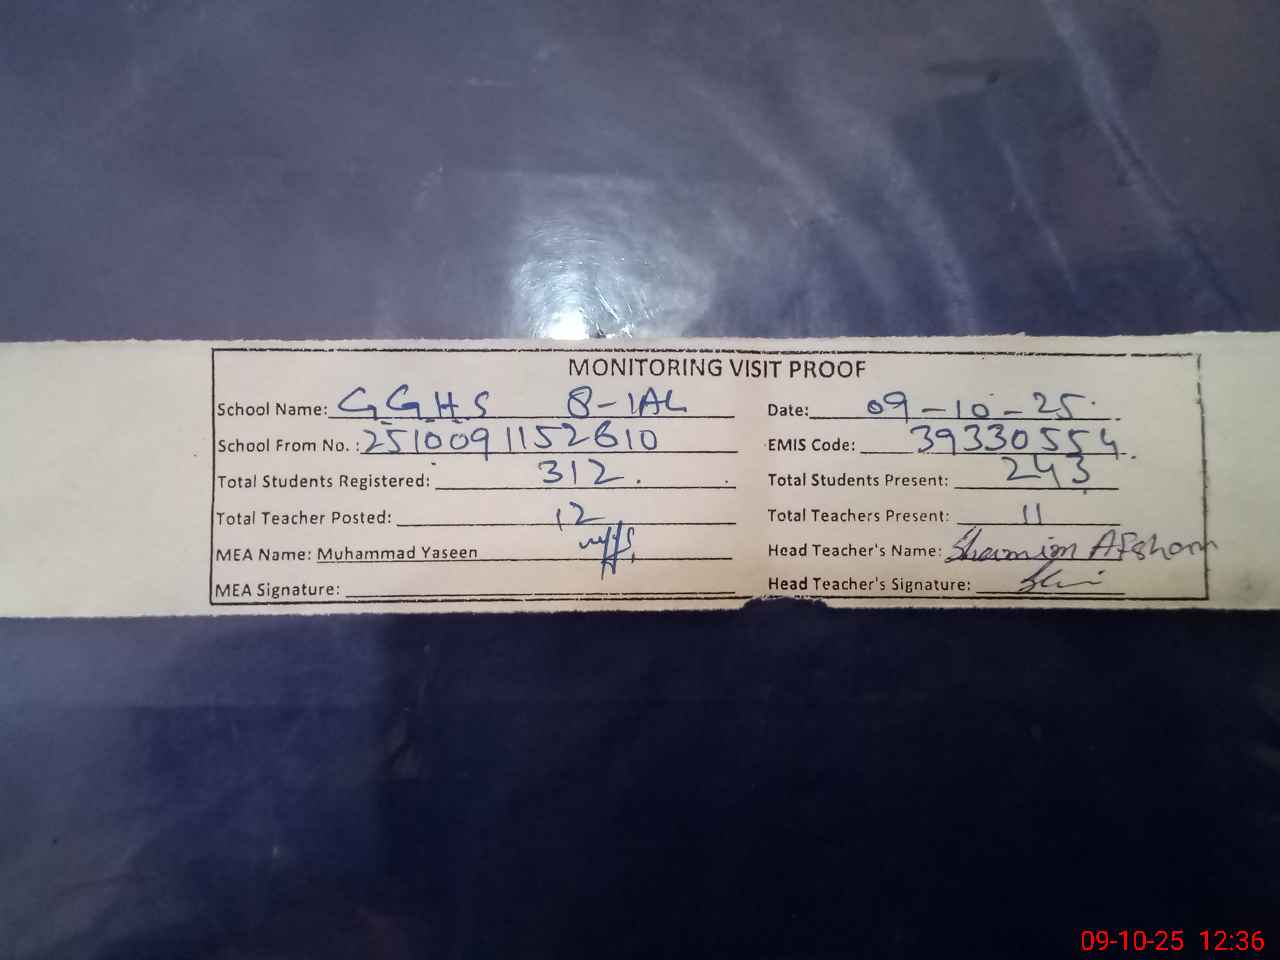 MONITORING VISIT PROOF
School Name: GGHS 8-1AL Date: 09-10-25
School From No. : 2510091152610 EMIS Code: 39330554
Total Students Registered: 312. Total Students Present: 243
Total Teacher Posted: 12 Total Teachers Present: 11
MEA Name: Muhammad Yaseen Head Teacher's Name: Shamim Afshan
MEA Signature: Head Teacher's Signature:
09-10-25 12:36